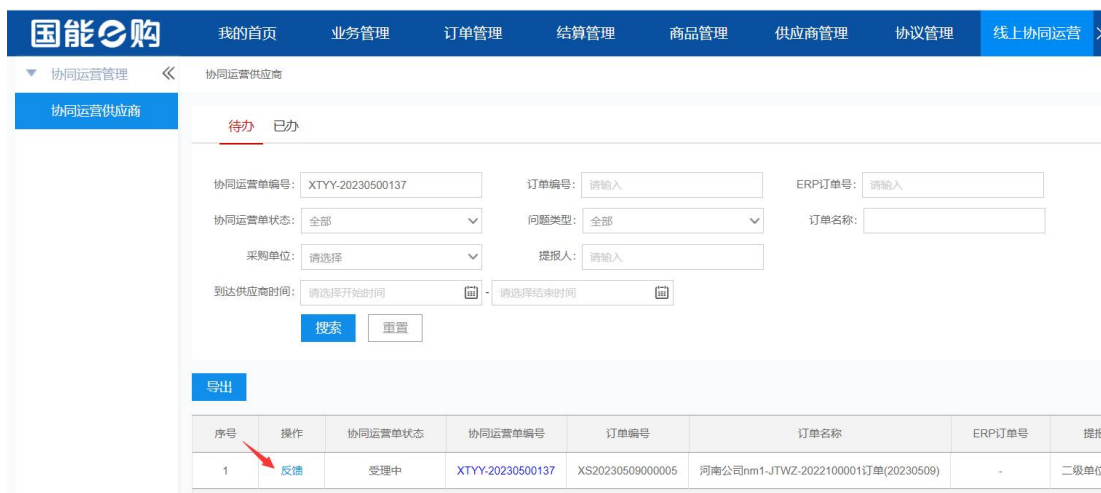 国能e购 我的首页 业务管理 订单管理 结算管理 商品管理 供应商管理 协议管理 线上协同运营
协同运营管理 协同运营供应商
协同运营供应商
待办 已办
协同运营单编号: XTYY-20230500137 订单编号: 请输入 ERP订单号: 请输入
协同运营单状态: 全部 问题类型: 全部 订单名称:
采购单位: 请选择 提报人: 请输入
到达供应商时间: 请选择开始时间 - 请选择结束时间
搜索 重置
导出
序号 操作 协同运营单状态 协同运营单编号 订单编号 订单名称 ERP订单号 提报
1 反馈 受理中 XTYY-20230500137 XS20230509000005 河南公司nm1-JTWZ-2022100001订单(20230509) - 二级单位